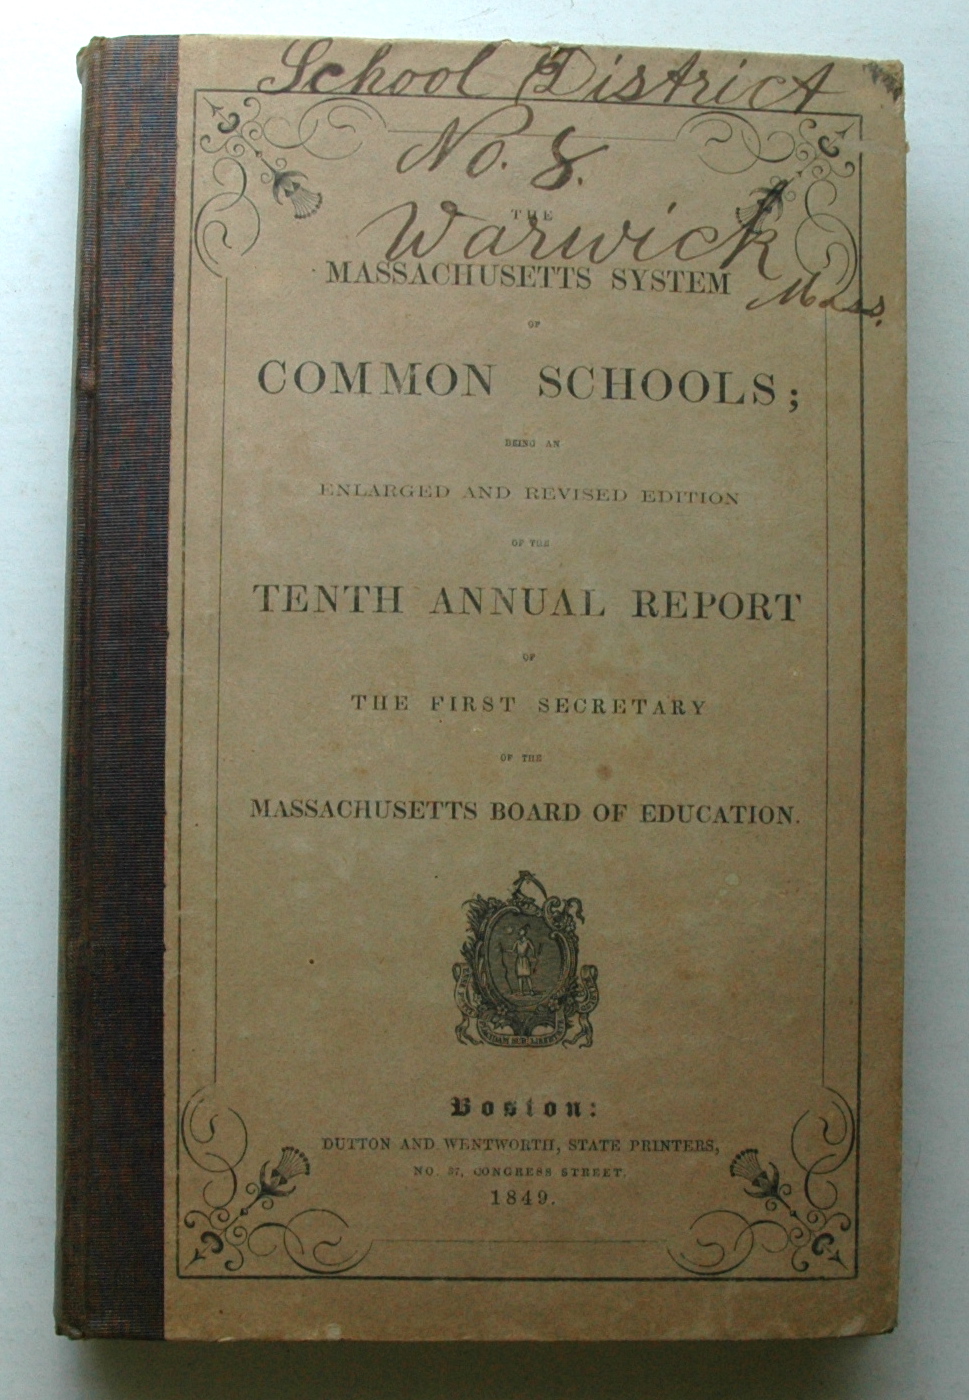 School District
No. 8.
THE
Warwick
MASSACHUSETTS SYSTEM
Mass.
OF
COMMON SCHOOLS;
BEING AN
ENLARGED AND REVISED EDITION
OF THE
TENTH ANNUAL REPORT
OF
THE FIRST SECRETARY
OF THE
MASSACHUSETTS BOARD OF EDUCATION.
Boston:
DUTTON AND WENTWORTH, STATE PRINTERS,
NO. 37, CONGRESS STREET.
1849.